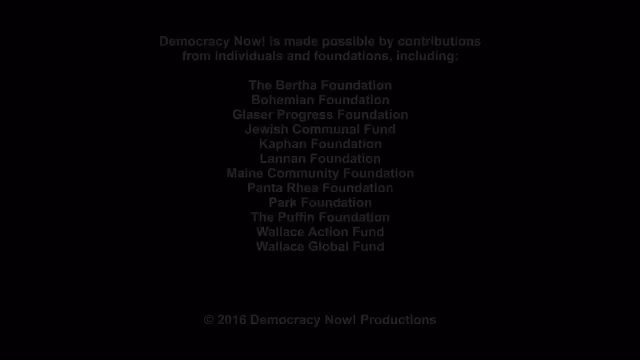 Democracy Now! is made possible by contributions
from individuals and foundations, including:
The Bertha Foundation
Bohemian Foundation
Glaser Progress Foundation
Jewish Communal Fund
Kaphan Foundation
Lannan Foundation
Maine Community Foundation
Panta Rhea Foundation
Park Foundation
The Puffin Foundation
Wallace Action Fund
Wallace Global Fund
© 2016 Democracy Now! Productions